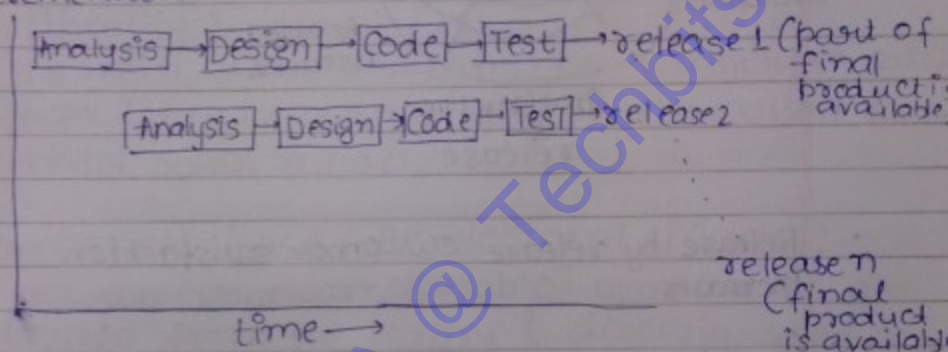 Analysis → Design → Code → Test → release 1 (part of
final
product i
available
Analysis → Design → Code → TesT → release 2
release n
(final
product
is availabl
time →
@ Techbits